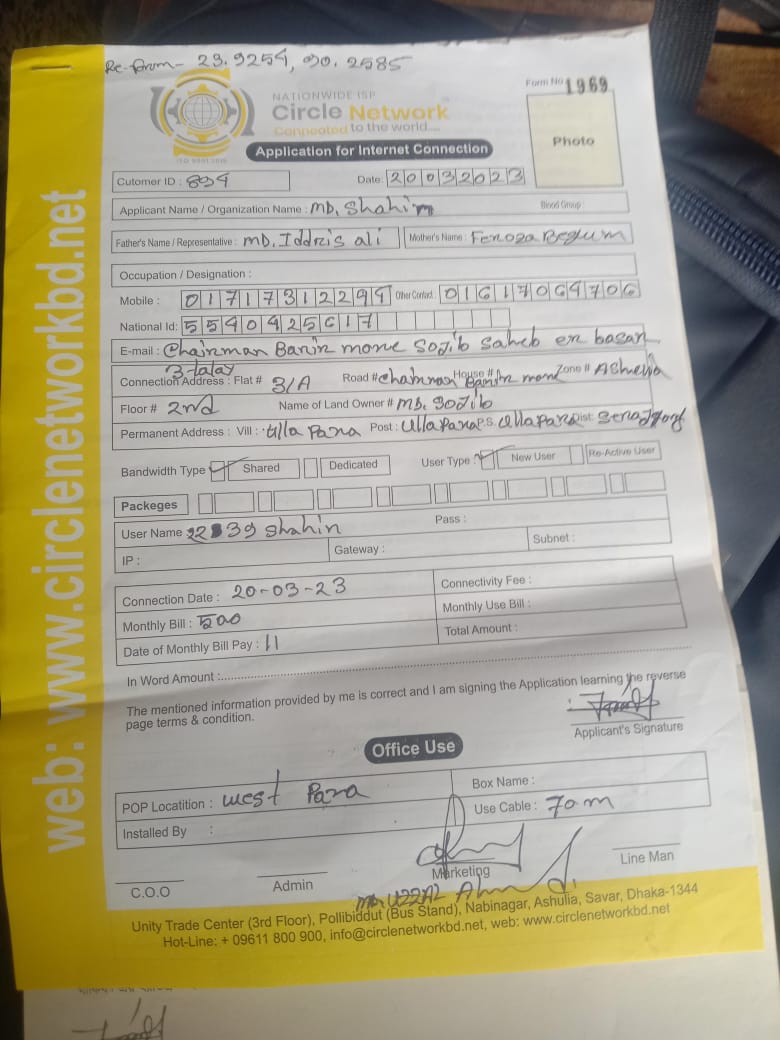 Re-form - 23.9254, 90.2585
NATIONWIDE ISP
Circle Network
Connected to the world....
ISO 9001:2015
Form No 1969
Photo
Application for Internet Connection
Cutomer ID : 894
Date 20032023
Applicant Name / Organization Name : MD. Shahin
Blood Group :
Father's Name / Representative : MD. Iddris ali
Mother's Name : Feroza Begum
Occupation / Designation :
Mobile : 01717312294 Other Contact : 01617064706
National Id: 5540425617
E-mail : Chairman Barir mone Sojib saheb er basar
3-talay
Connection Address : Flat # 3/A Road # chairman House # Barir mone Zone # Ashulia
Floor # 2nd Name of Land Owner # MD. Sojib
Permanent Address : Vill : ulla Para Post : ullapara P.S. ullapara Dist: Serajgonj
Bandwidth Type Shared Dedicated User Type : New User Re-Active User
Packeges
User Name 22839 Shahin Pass :
IP : Gateway : Subnet :
Connection Date : 20-03-23 Connectivity Fee :
Monthly Bill : 500 Monthly Use Bill :
Date of Monthly Bill Pay : 11 Total Amount :
In Word Amount :
The mentioned information provided by me is correct and I am signing the Application learning the reverse
page terms & condition.
Applicant's Signature
Office Use
POP Locatition : west Para Box Name :
Installed By : Use Cable : 70m
C.O.O Admin Marketing Line Man
Unity Trade Center (3rd Floor), Pollibiddut (Bus Stand), Nabinagar, Ashulia, Savar, Dhaka-1344
Hot-Line: + 09611 800 900, info@circlenetworkbd.net, web: www.circlenetworkbd.net
web: www.circlenetworkbd.net